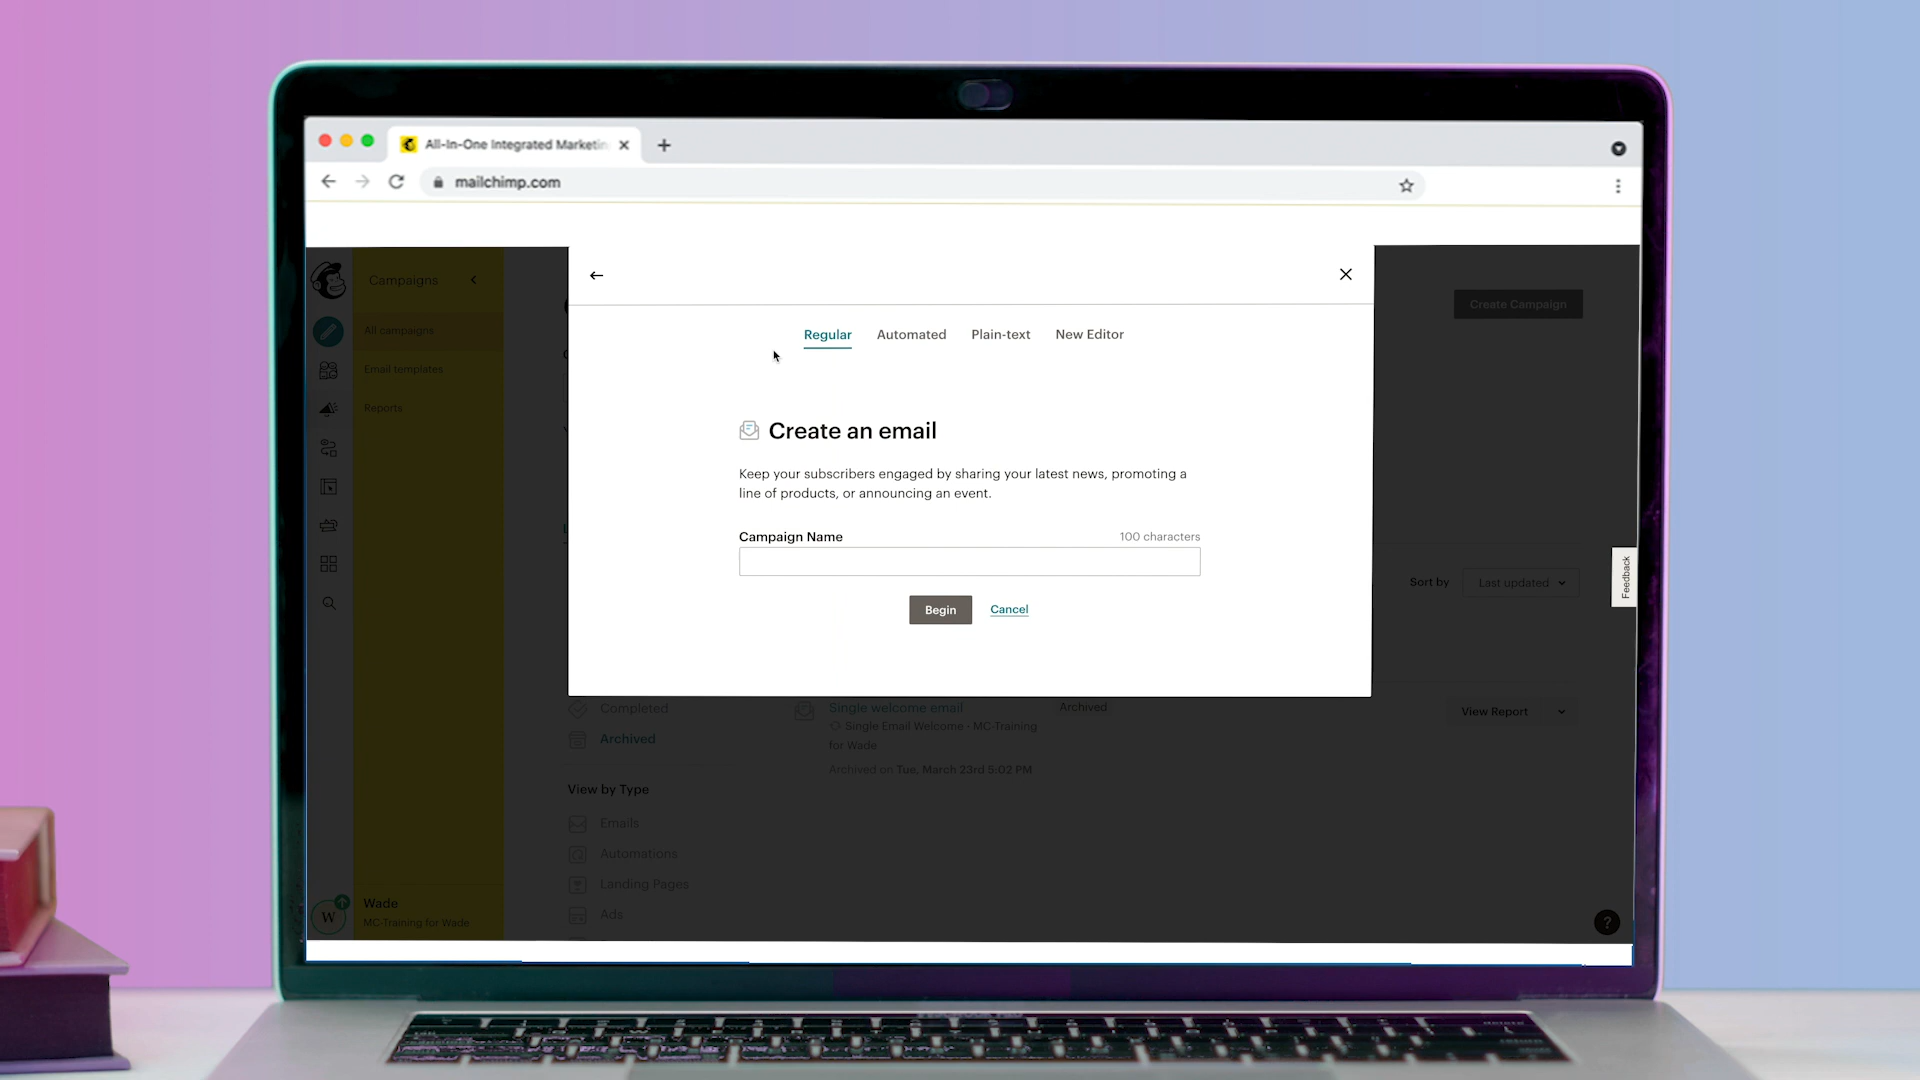 All-In-One Integrated Marketin
mailchimp.com
Campaigns
Create Campaign
All campaigns
Regular Automated Plain-text New Editor
Email templates
Reports
Create an email
Keep your subscribers engaged by sharing your latest news, promoting a
line of products, or announcing an event.
Campaign Name 100 characters
Sort by Last updated
Feedback
Begin Cancel
Completed
Single welcome email
Archived
View Report
Single Email Welcome · MC-Training
for Wade
Archived
Archived on Tue, March 23rd 5:02 PM
View by Type
Emails
Automations
Landing Pages
Ads
W
Wade
MC-Training for Wade
?